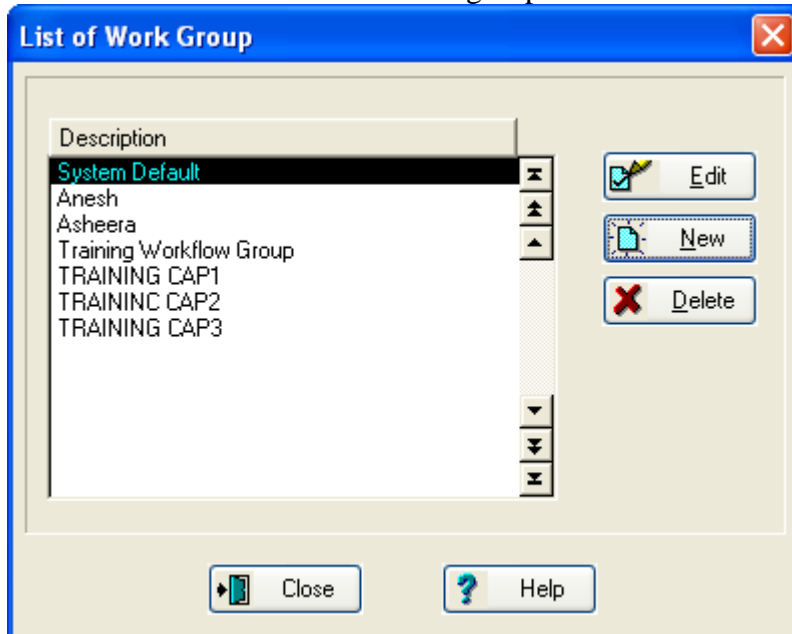 List of Work Group
Description
System Default
Anesh
Asheera
Training Workflow Group
TRAINING CAP1
TRAININC CAP2
TRAINING CAP3
Edit
New
Delete
Close
Help